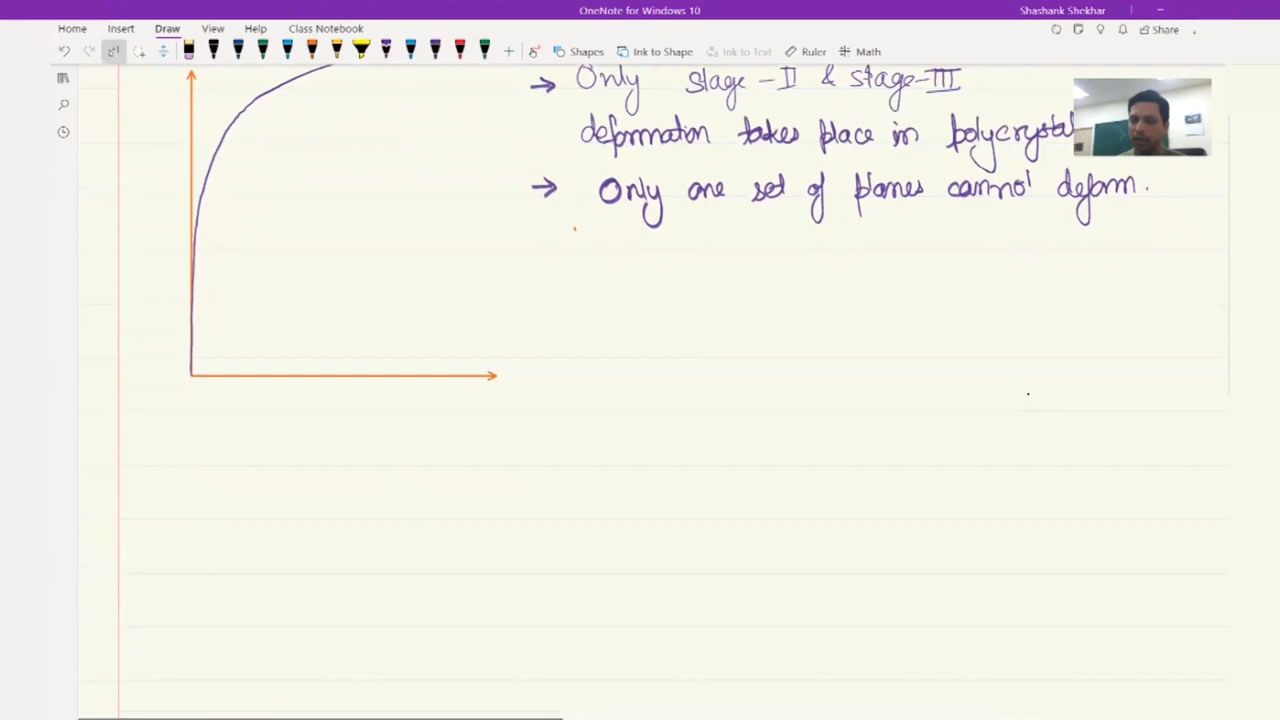 OneNote for Windows 10
Shashank Shekhar
Home Insert Draw View Help Class Notebook
Shapes Ink to Shape Ink to Text Ruler Math Share
→ Only stage-II & stage-III
deformation takes place in polycrystal
→ Only one set of planes cannot deform.